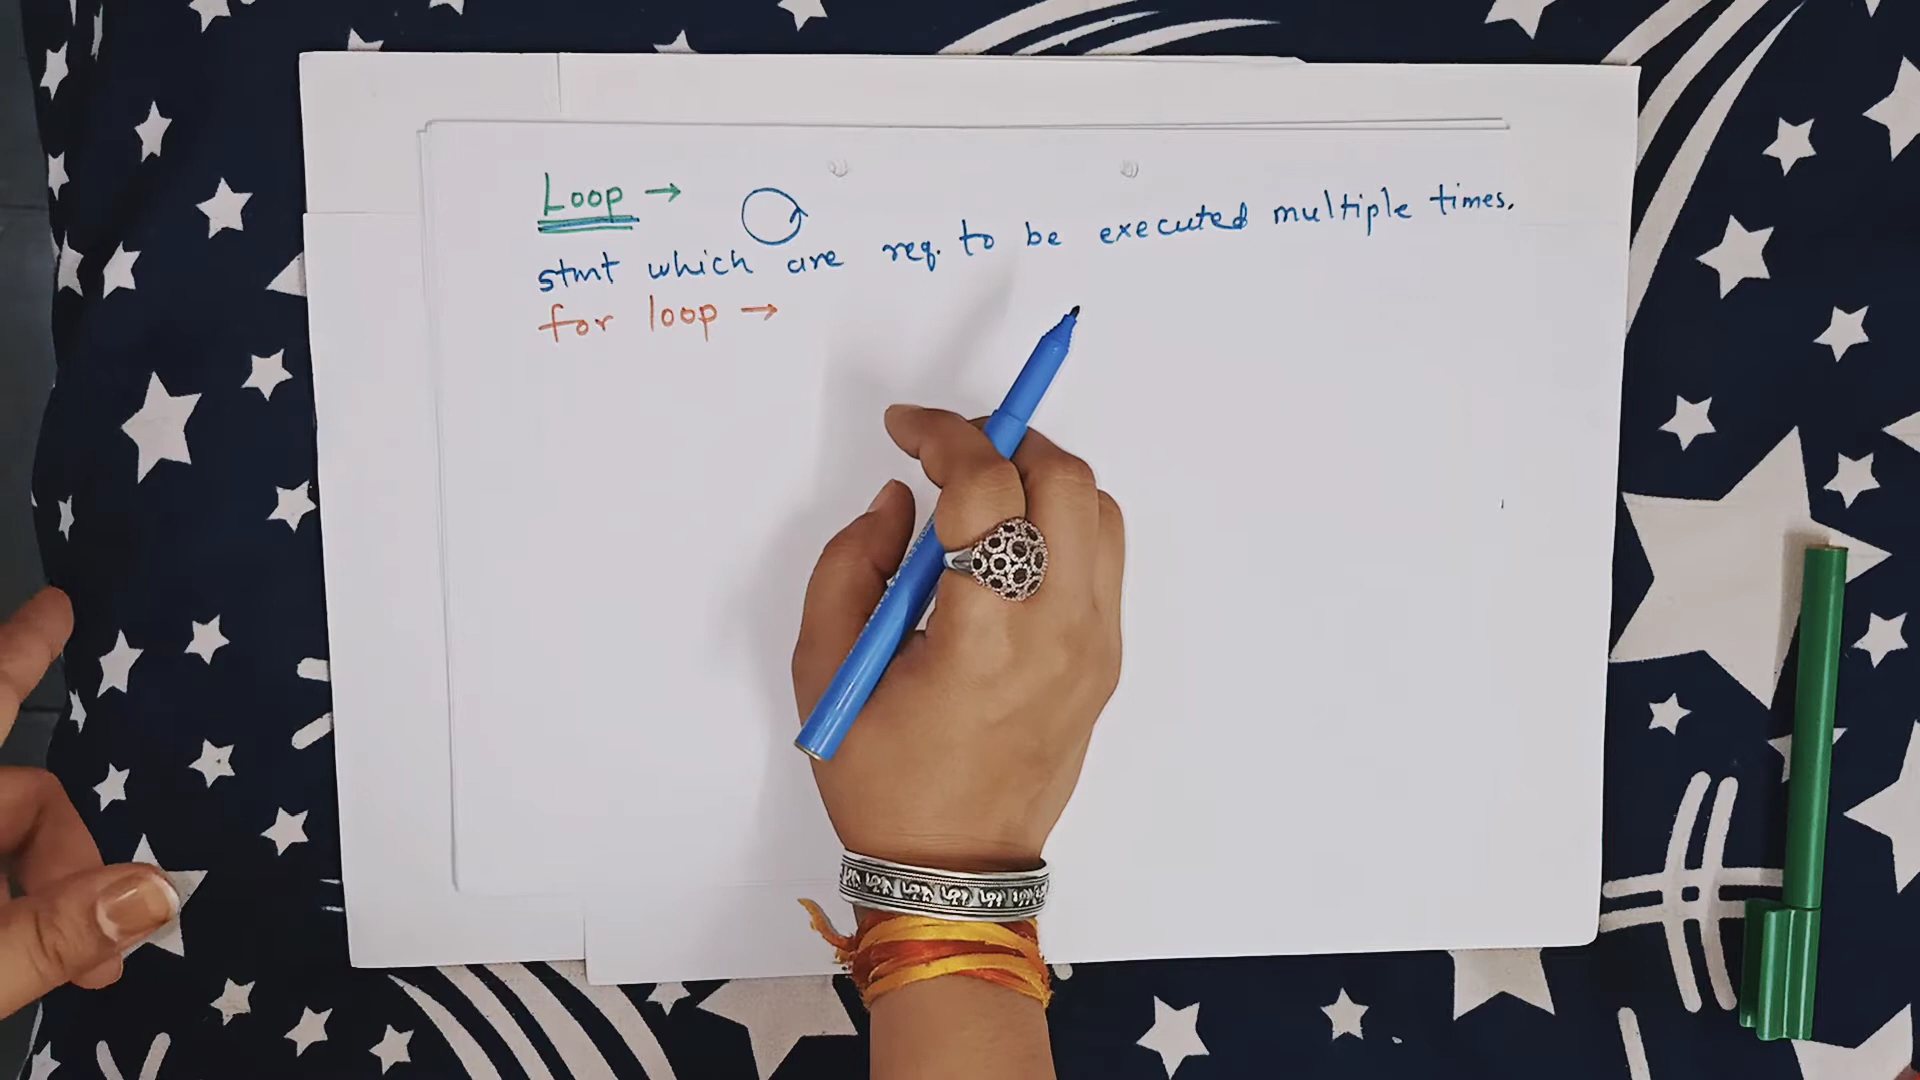 Loop →
stmt which are req. to be executed multiple times.
for loop →